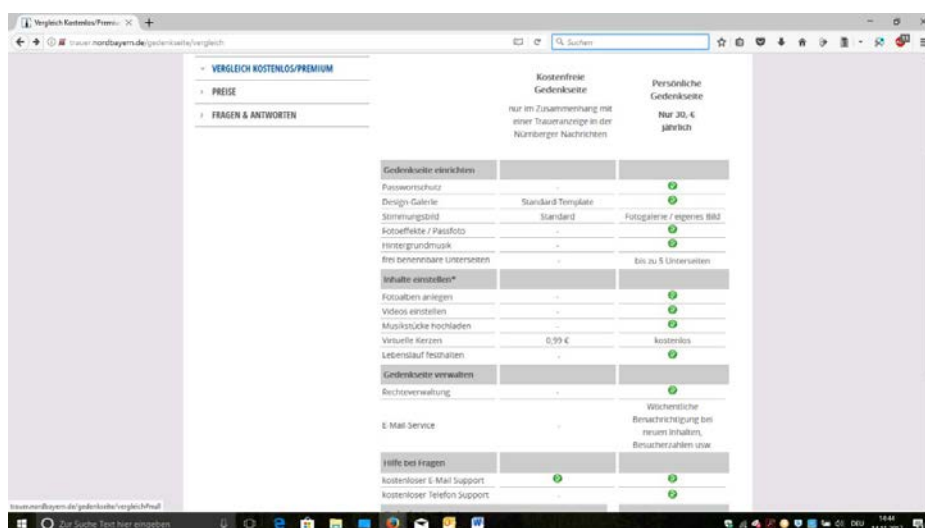 Vergleich Kostenlos/Premiu
trauer.nordbayern.de/gedenkseite/vergleich
Suchen
VERGLEICH KOSTENLOS/PREMIUM
PREISE
FRAGEN & ANTWORTEN
Kostenfreie
Gedenkseite
nur im Zusammenhang mit
einer Traueranzeige in der
Nürnberger Nachrichten
Persönliche
Gedenkseite
Nur 30,-€
jährlich
Gedenkseite einrichten
Passwortschutz -
Design-Galerie Standard Template
Stimmungsbild Standard Fotogalerie / eigenes Bild
Fotoeffekte / Passfoto -
Hintergrundmusik -
frei benennbare Unterseiten - bis zu 5 Unterseiten
Inhalte einstellen*
Fotoalben anlegen -
Videos einstellen -
Musikstücke hochladen -
Virtuelle Kerzen 0,99 € kostenlos
Lebenslauf festhalten -
Gedenkseite verwalten
Rechteverwaltung -
E-Mail-Service -
Wöchentliche
Benachrichtigung bei
neuen Inhalten,
Besucherzahlen usw.
Hilfe bei Fragen
kostenloser E-Mail Support
kostenloser Telefon Support -
trauer.nordbayern.de/gedenkseite/vergleich#null
Zur Suche Text hier eingeben
DEU
10:44